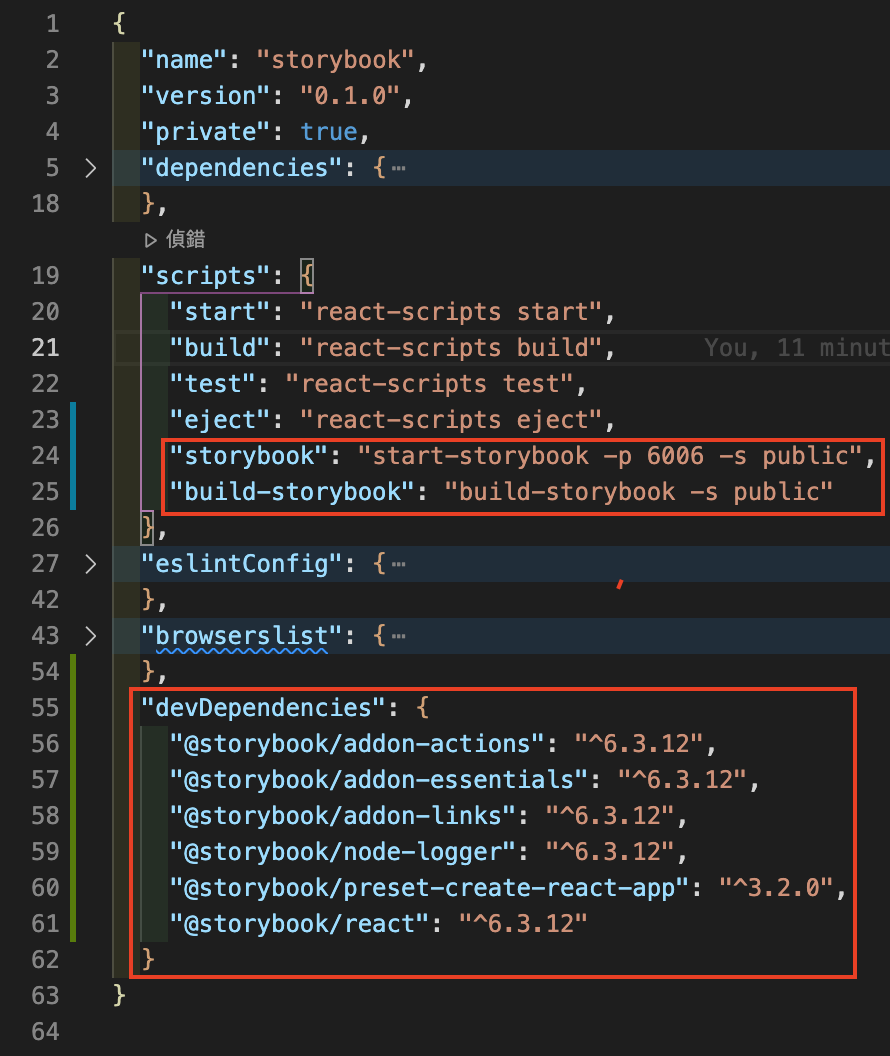 1 {
2 "name": "storybook",
3 "version": "0.1.0",
4 "private": true,
5 > "dependencies": { ⋯
18 },
▷ 偵錯
19 "scripts": {
20 "start": "react-scripts start",
21 "build": "react-scripts build", You, 11 minut
22 "test": "react-scripts test",
23 "eject": "react-scripts eject",
24 "storybook": "start-storybook -p 6006 -s public",
25 "build-storybook": "build-storybook -s public"
26 },
27 > "eslintConfig": { ⋯
42 },
43 > "browserslist": { ⋯
54 },
55 "devDependencies": {
56 "@storybook/addon-actions": "^6.3.12",
57 "@storybook/addon-essentials": "^6.3.12",
58 "@storybook/addon-links": "^6.3.12",
59 "@storybook/node-logger": "^6.3.12",
60 "@storybook/preset-create-react-app": "^3.2.0",
61 "@storybook/react": "^6.3.12"
62 }
63 }
64